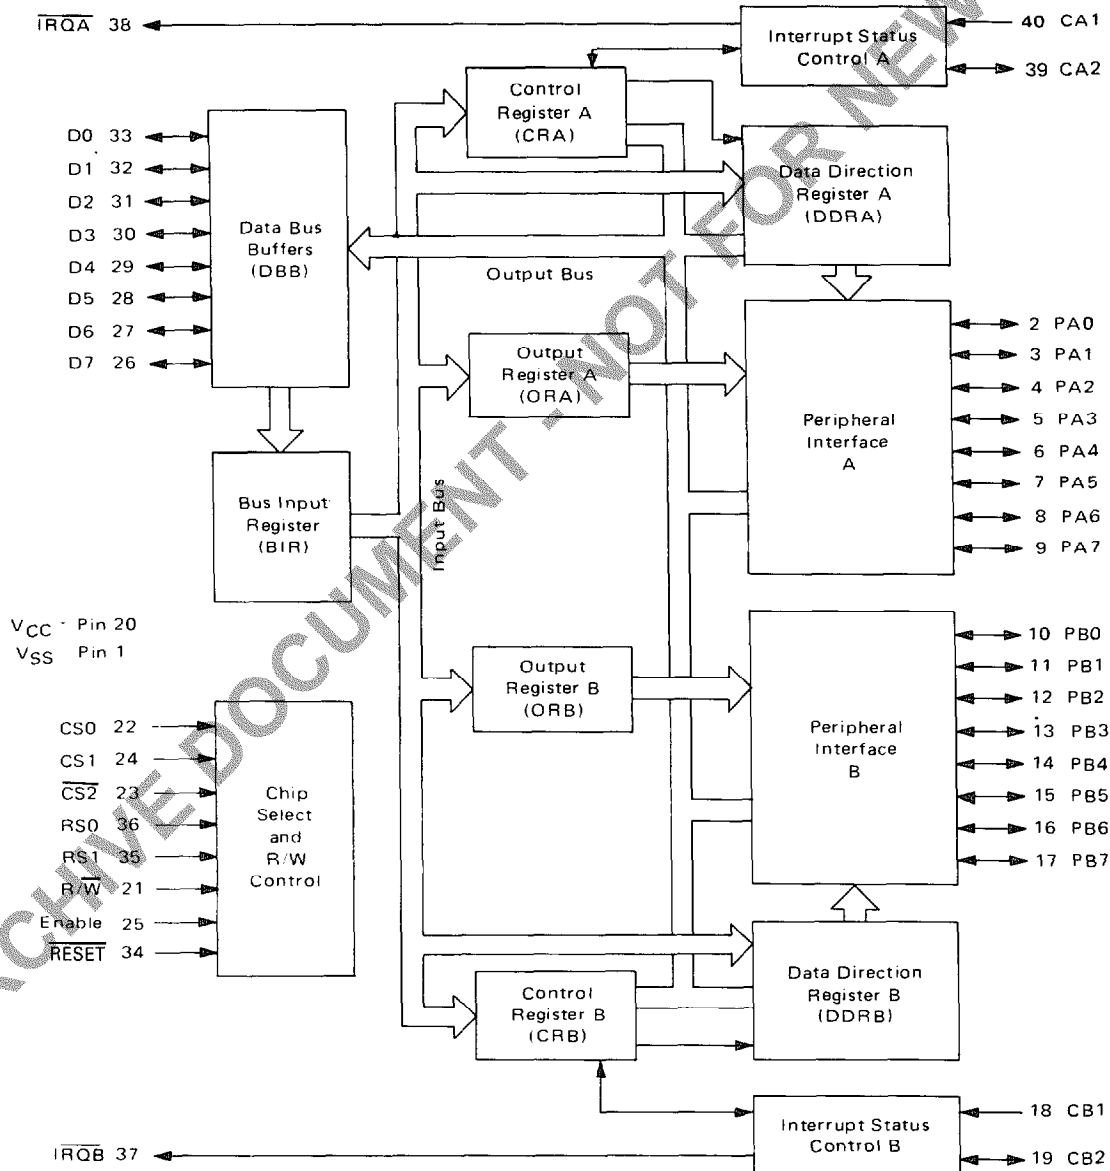 IRQA 38
Interrupt Status
Control A
40 CA1
39 CA2
Control
Register A
(CRA)
D0 33
D1 32
D2 31
D3 30
D4 29
D5 28
D6 27
D7 26
Data Bus
Buffers
(DBB)
Data Direction
Register A
(DDRA)
Output Bus
Output
Register A
(ORA)
Peripheral
Interface
A
2 PA0
3 PA1
4 PA2
5 PA3
6 PA4
7 PA5
8 PA6
9 PA7
Bus Input
Register
(BIR)
Input Bus
VCC - Pin 20
VSS Pin 1
Output
Register B
(ORB)
Peripheral
Interface
B
10 PB0
11 PB1
12 PB2
13 PB3
14 PB4
15 PB5
16 PB6
17 PB7
CS0 22
CS1 24
CS2 23
RS0 36
RS1 35
R/W 21
Enable 25
RESET 34
Chip
Select
and
R/W
Control
Control
Register B
(CRB)
Data Direction
Register B
(DDRB)
Interrupt Status
Control B
18 CB1
19 CB2
IRQB 37
ARCHIVE DOCUMENT - NOT FOR NEW